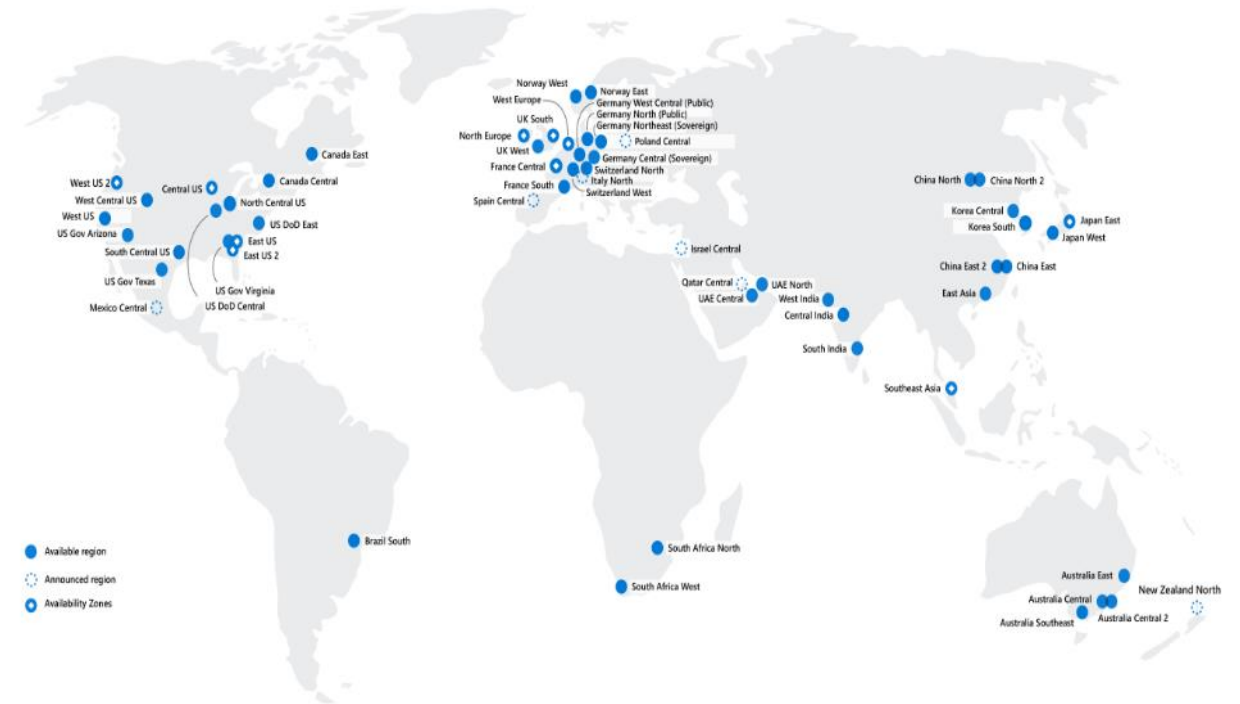 Canada East
Canada Central
West US 2
Central US
West Central US
North Central US
West US
US DoD East
US Gov Arizona
East US
South Central US
East US 2
US Gov Texas
US Gov Virginia
Mexico Central
US DoD Central
Norway West
Norway East
West Europe
Germany West Central (Public)
Germany North (Public)
UK South
Germany Northeast (Sovereign)
North Europe
Poland Central
UK West
Germany Central (Sovereign)
France Central
Switzerland North
Italy North
France South
Switzerland West
Spain Central
Israel Central
Qatar Central
UAE North
UAE Central
West India
Central India
South India
China North
China North 2
Korea Central
Japan East
Korea South
Japan West
China East 2
China East
East Asia
Southeast Asia
Brazil South
South Africa North
South Africa West
Australia East
New Zealand North
Australia Central
Australia Central 2
Australia Southeast
Available region
Announced region
Availability Zones